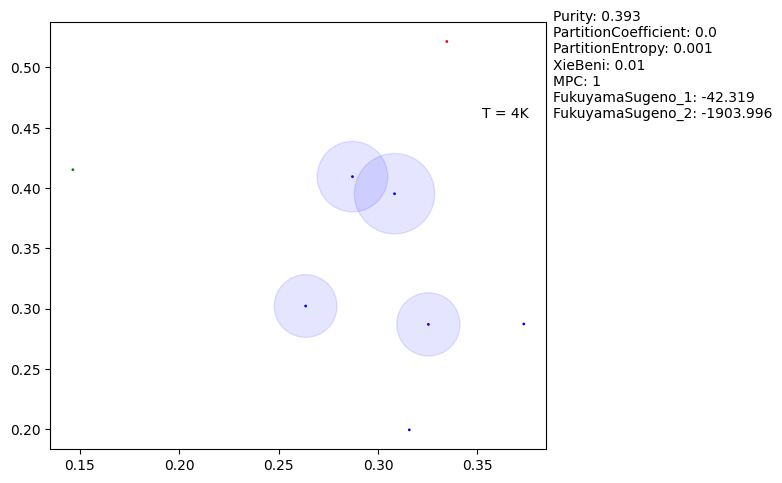 Purity: 0.393
PartitionCoefficient: 0.0
PartitionEntropy: 0.001
XieBeni: 0.01
MPC: 1
FukuyamaSugeno_1: -42.319
FukuyamaSugeno_2: -1903.996
T = 4K
0.50
0.45
0.40
0.35
0.30
0.25
0.20
0.15
0.20
0.25
0.30
0.35